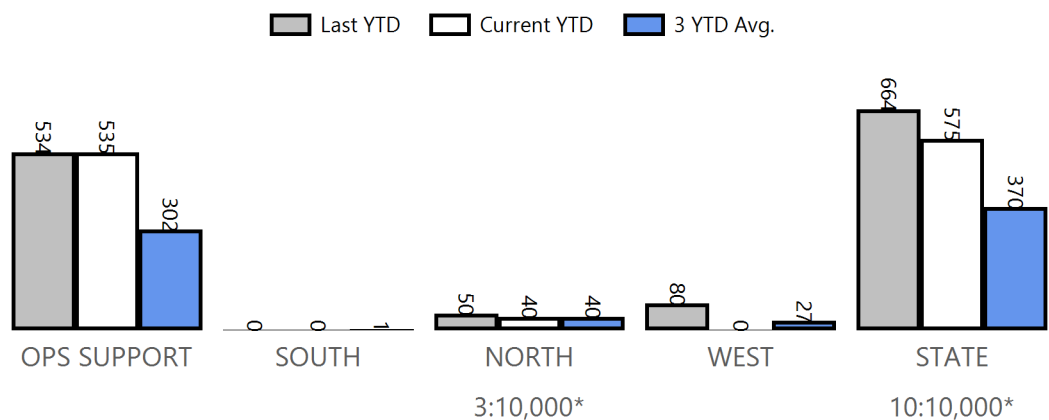 Last YTD Current YTD 3 YTD Avg.
534 535 302 0 0 1 50 40 40 80 0 27 664 575 370
OPS SUPPORT SOUTH NORTH WEST STATE
3:10,000* 10:10,000*